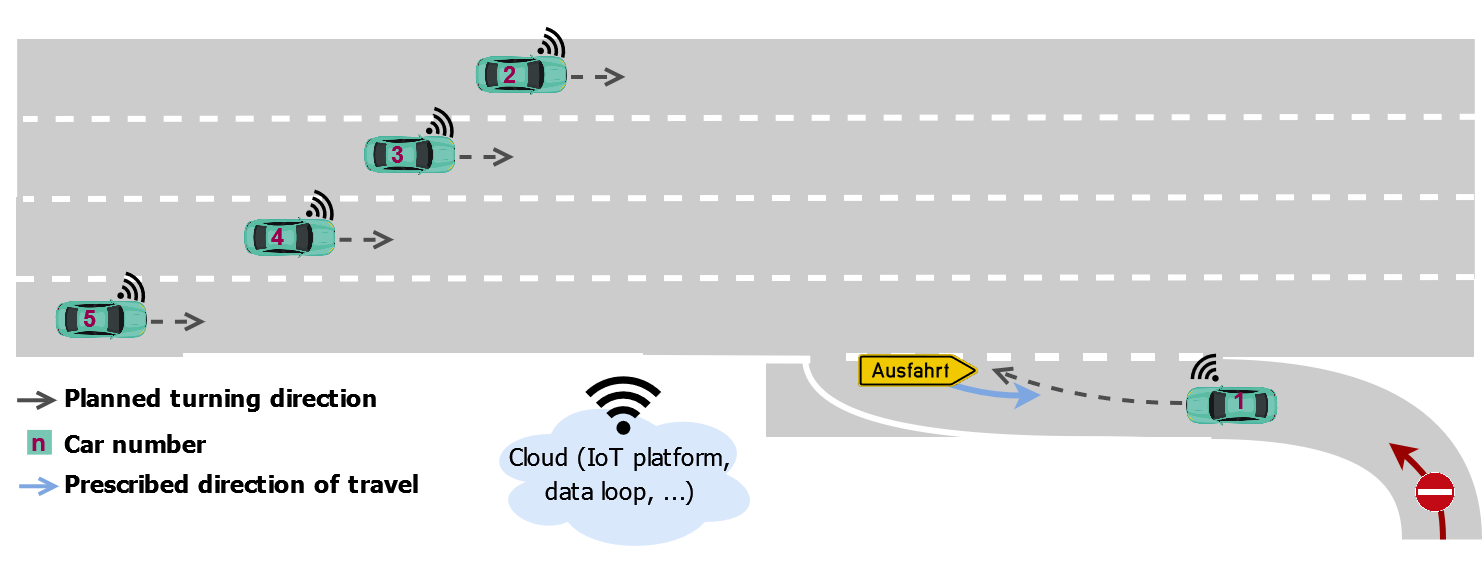 2
3
4
5
Ausfahrt
1
Planned turning direction
n Car number
Prescribed direction of travel
Cloud (IoT platform,
data loop, ...)